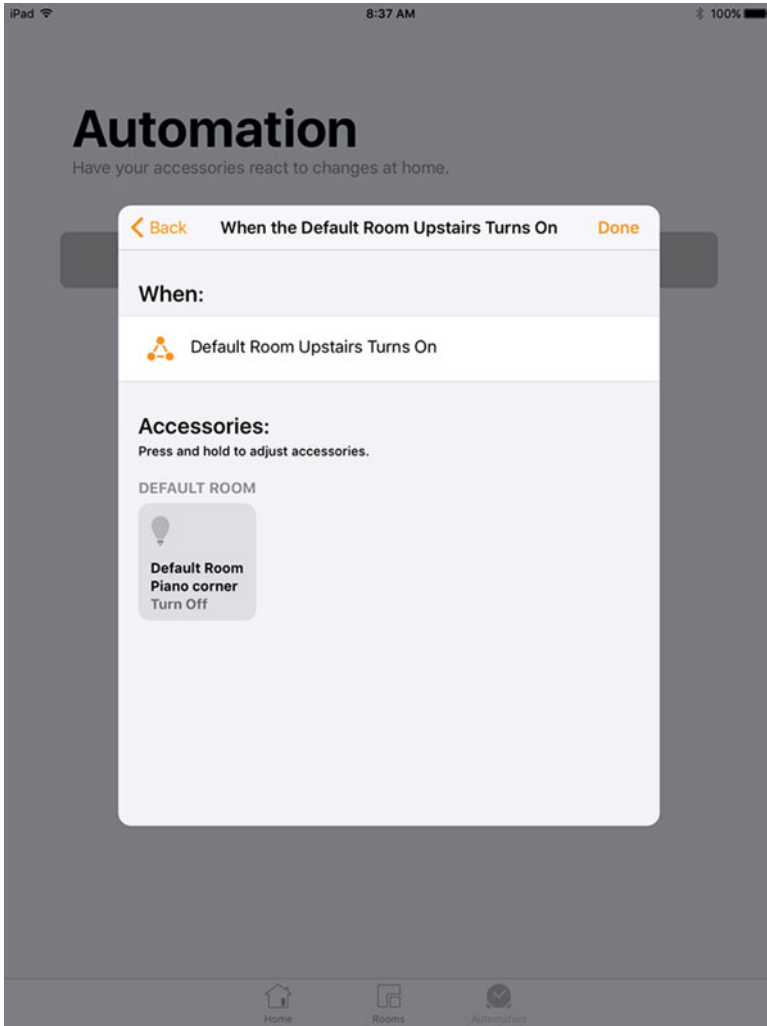 iPad 8:37 AM 100%
Automation
Have your accessories react to changes at home.
Back When the Default Room Upstairs Turns On Done
When:
Default Room Upstairs Turns On
Accessories:
Press and hold to adjust accessories.
DEFAULT ROOM
Default Room
Piano corner
Turn Off
Home Rooms Automation